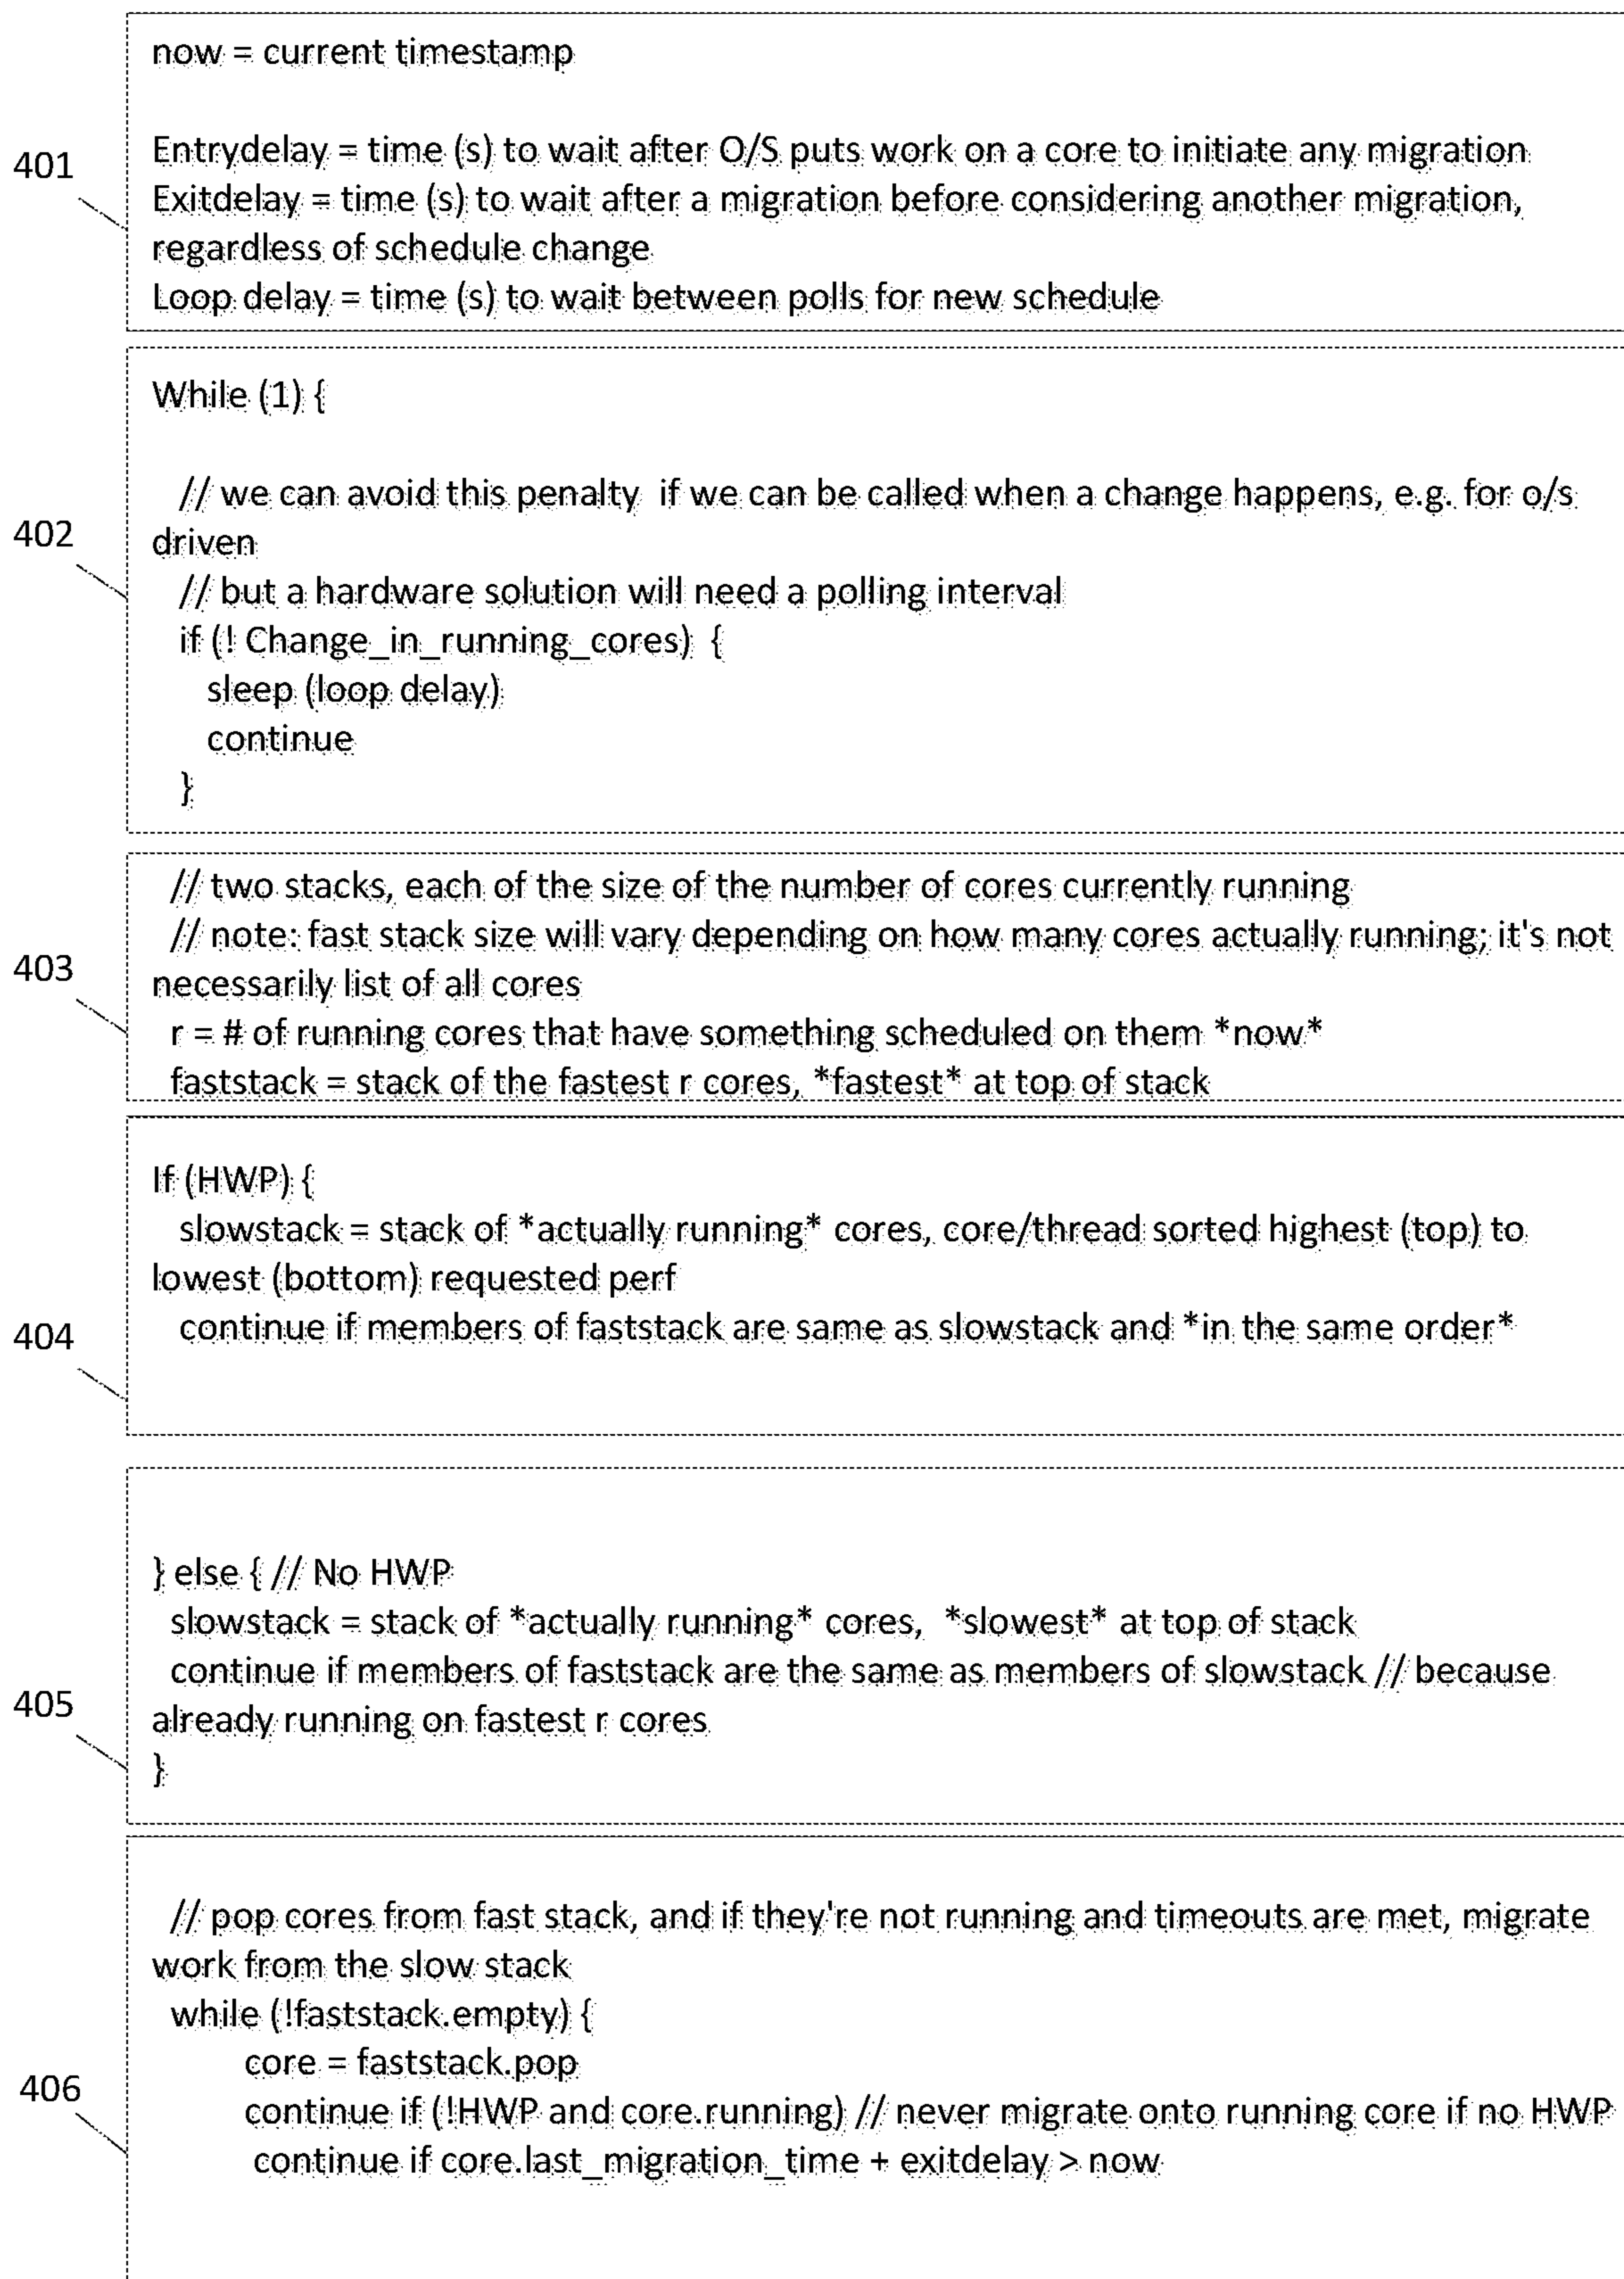 now = current timestamp
401
Entrydelay = time (s) to wait after O/S puts work on a core to initiate any migration
Exitdelay = time (s) to wait after a migration before considering another migration,
regardless of schedule change
Loop delay = time (s) to wait between polls for new schedule
402
While (1) {
// we can avoid this penalty if we can be called when a change happens, e.g. for o/s
driven
// but a hardware solution will need a polling interval
if (! Change_in_running_cores) {
sleep (loop delay)
continue
}
403
// two stacks, each of the size of the number of cores currently running
// note: fast stack size will vary depending on how many cores actually running; it's not
necessarily list of all cores
r = # of running cores that have something scheduled on them *now*
faststack = stack of the fastest r cores, *fastest* at top of stack
404
If (HWP) {
slowstack = stack of *actually running* cores, core/thread sorted highest (top) to
lowest (bottom) requested perf
continue if members of faststack are same as slowstack and *in the same order*
405
} else { // No HWP
slowstack = stack of *actually running* cores, *slowest* at top of stack
continue if members of faststack are the same as members of slowstack // because
already running on fastest r cores
}
406
// pop cores from fast stack, and if they're not running and timeouts are met, migrate
work from the slow stack
while (!faststack.empty) {
core = faststack.pop
continue if (!HWP and core.running) // never migrate onto running core if no HWP
continue if core.last_migration_time + exitdelay > now